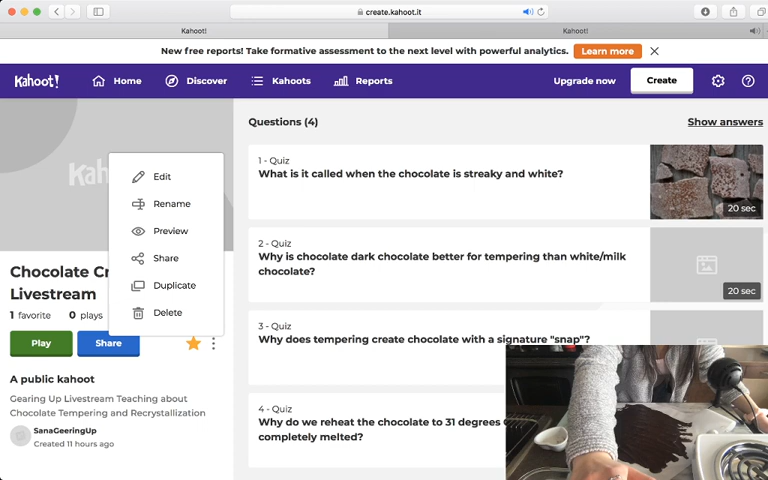 create.kahoot.it
Kahoot!
Kahoot!
New free reports! Take formative assessment to the next level with powerful analytics.
Learn more
Kahoot!
Home
Discover
Kahoots
Reports
Upgrade now
Create
Kah
Edit
Rename
Preview
Share
Duplicate
Delete
Chocolate Cr
Livestream
1 favorite 0 plays
Play
Share
A public kahoot
Gearing Up Livestream Teaching about
Chocolate Tempering and Recrystallization
SanaGeeringUp
Created 11 hours ago
Questions (4)
Show answers
1 - Quiz
What is it called when the chocolate is streaky and white?
20 sec
2 - Quiz
Why is chocolate dark chocolate better for tempering than white/milk
chocolate?
20 sec
3 - Quiz
Why does tempering create chocolate with a signature "snap"?
4 - Quiz
Why do we reheat the chocolate to 31 degrees
completely melted?